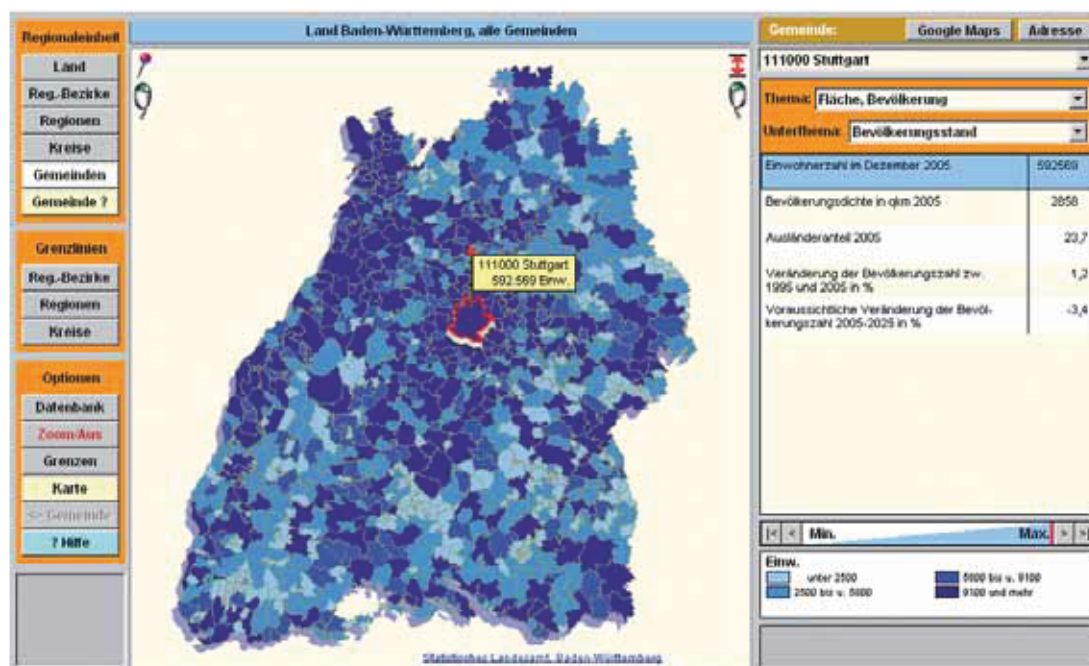 Regionaleinheit
Land
Reg.-Bezirke
Regionen
Kreise
Gemeinden
Gemeinde ?
Grenzlinien
Reg.-Bezirke
Regionen
Kreise
Optionen
Datenbank
Zoom/Aus
Grenzen
Karte
<- Gemeinde
? Hilfe
Land Baden-Württemberg, alle Gemeinden
111000 Stuttgart
592.569 Einw.
Statistisches Landesamt, Baden-Württemberg
Gemeinde:
Google Maps
Adresse
111000 Stuttgart
Thema: Fläche, Bevölkerung
Unterthema: Bevölkerungsstand
Einwohnerzahl im Dezember 2005 592569
Bevölkerungsdichte in qkm 2005 2858
Ausländeranteil 2005 23,7
Veränderung der Bevölkerungszahl zw. 1,2
1995 und 2005 in %
Voraussichtliche Veränderung der Bevöl- -3,4
kerungszahl 2005-2025 in %
|< < Min. Max. > >|
Einw.
unter 2500
2500 bis u. 5800
5800 bis u. 9100
9100 und mehr